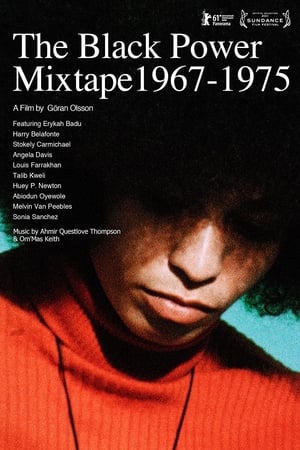 61
Panorama
SUNDANCE
FILM FESTIVAL
The Black Power
Mixtape1967-1975
A Film by Göran Olsson
Featuring Erykah Badu
Harry Belafonte
Stokely Carmichael
Angela Davis
Louis Farrakhan
Talib Kweli
Huey P. Newton
Abiodun Oyewole
Melvin Van Peebles
Sonia Sanchez
Music by Ahmir Questlove Thompson
& Om'Mas Keith